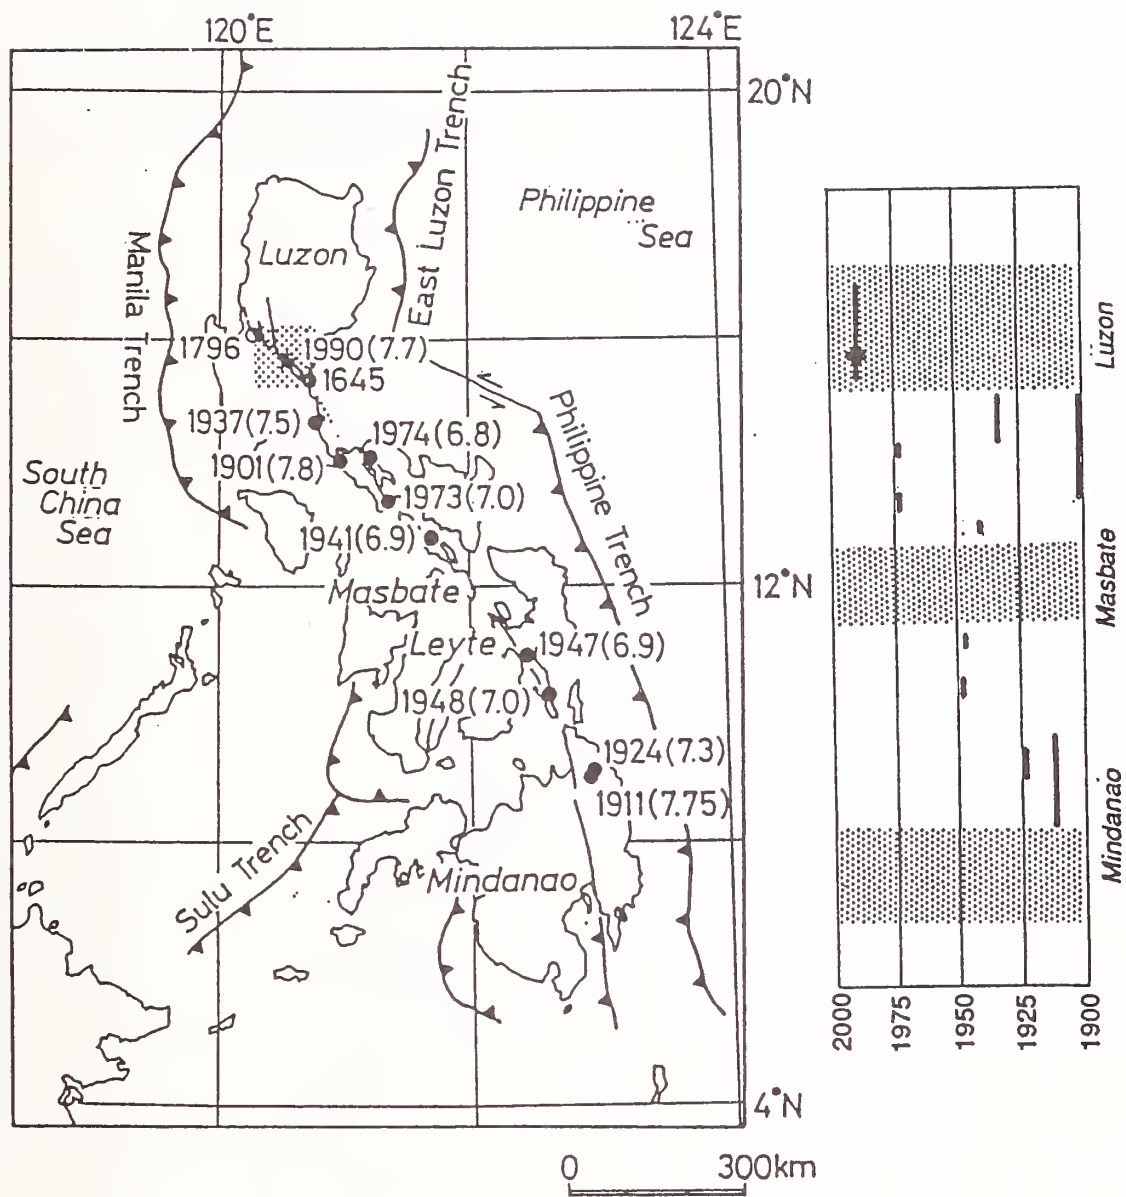 120°E
124°E
20°N
East Luzon Trench
Philippine
Sea
Luzon
Manila Trench
1796
1990(7.7)
1645
1937(7.5)
1974(6.8)
1901(7.8)
Philippine Trench
South
China
Sea
1973(7.0)
1941(6.9)
Masbate
12°N
Leyte
1947(6.9)
1948(7.0)
1924(7.3)
1911(7.75)
Sulu Trench
Mindanao
4°N
0 300km
Luzon
Masbate
Mindanao
2000
1975
1950
1925
1900